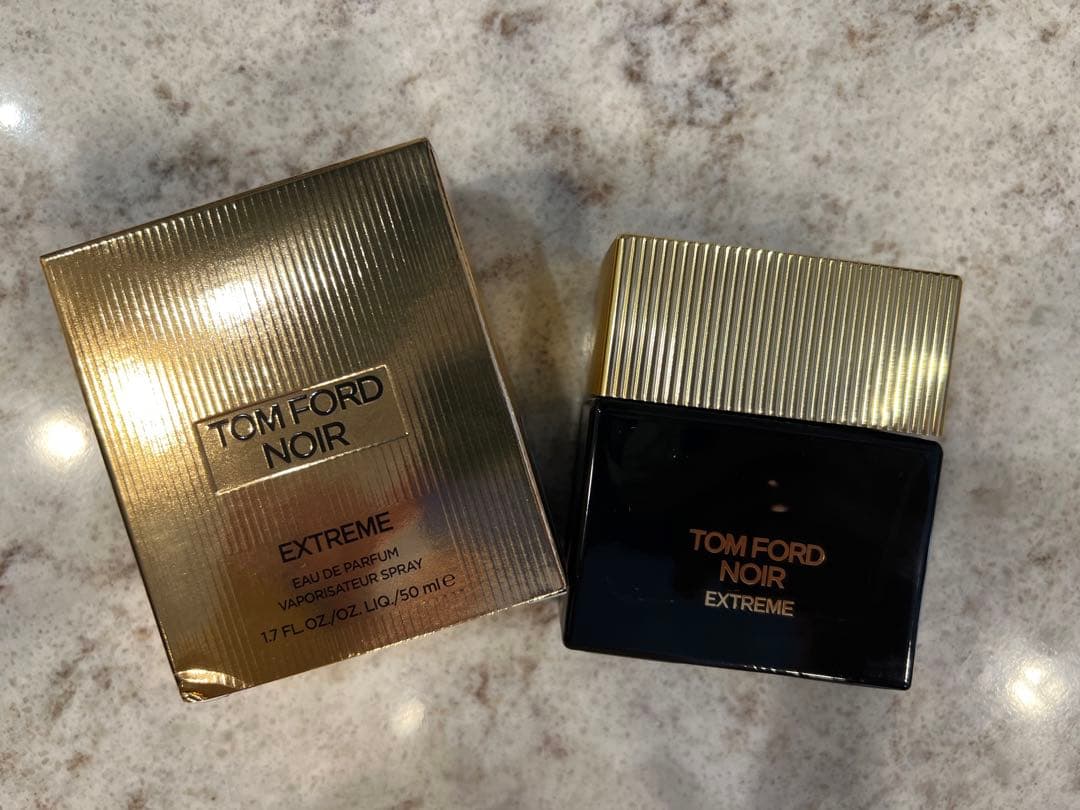 TOM FORD
NOIR
EXTREME
EAU DE PARFUM
VAPORISATEUR SPRAY
1.7 FL. OZ./OZ. LIQ./50 ml ℮
TOM FORD
NOIR
EXTREME